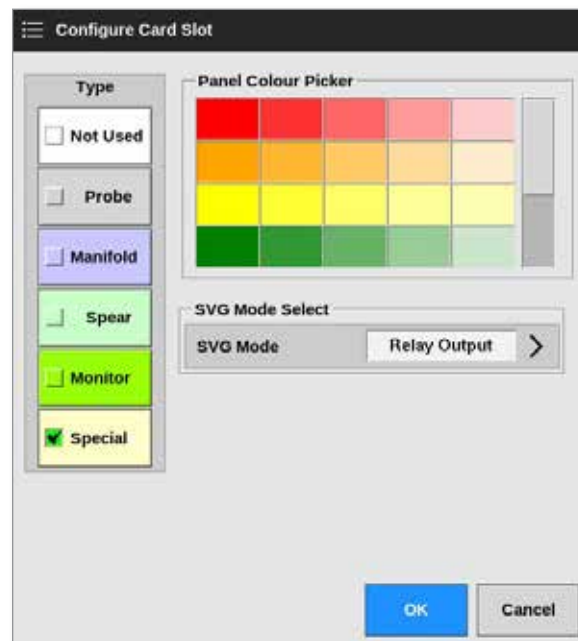 Configure Card Slot
Type
Not Used
Probe
Manifold
Spear
Monitor
Special
Panel Colour Picker
SVG Mode Select
SVG Mode
Relay Output
OK
Cancel